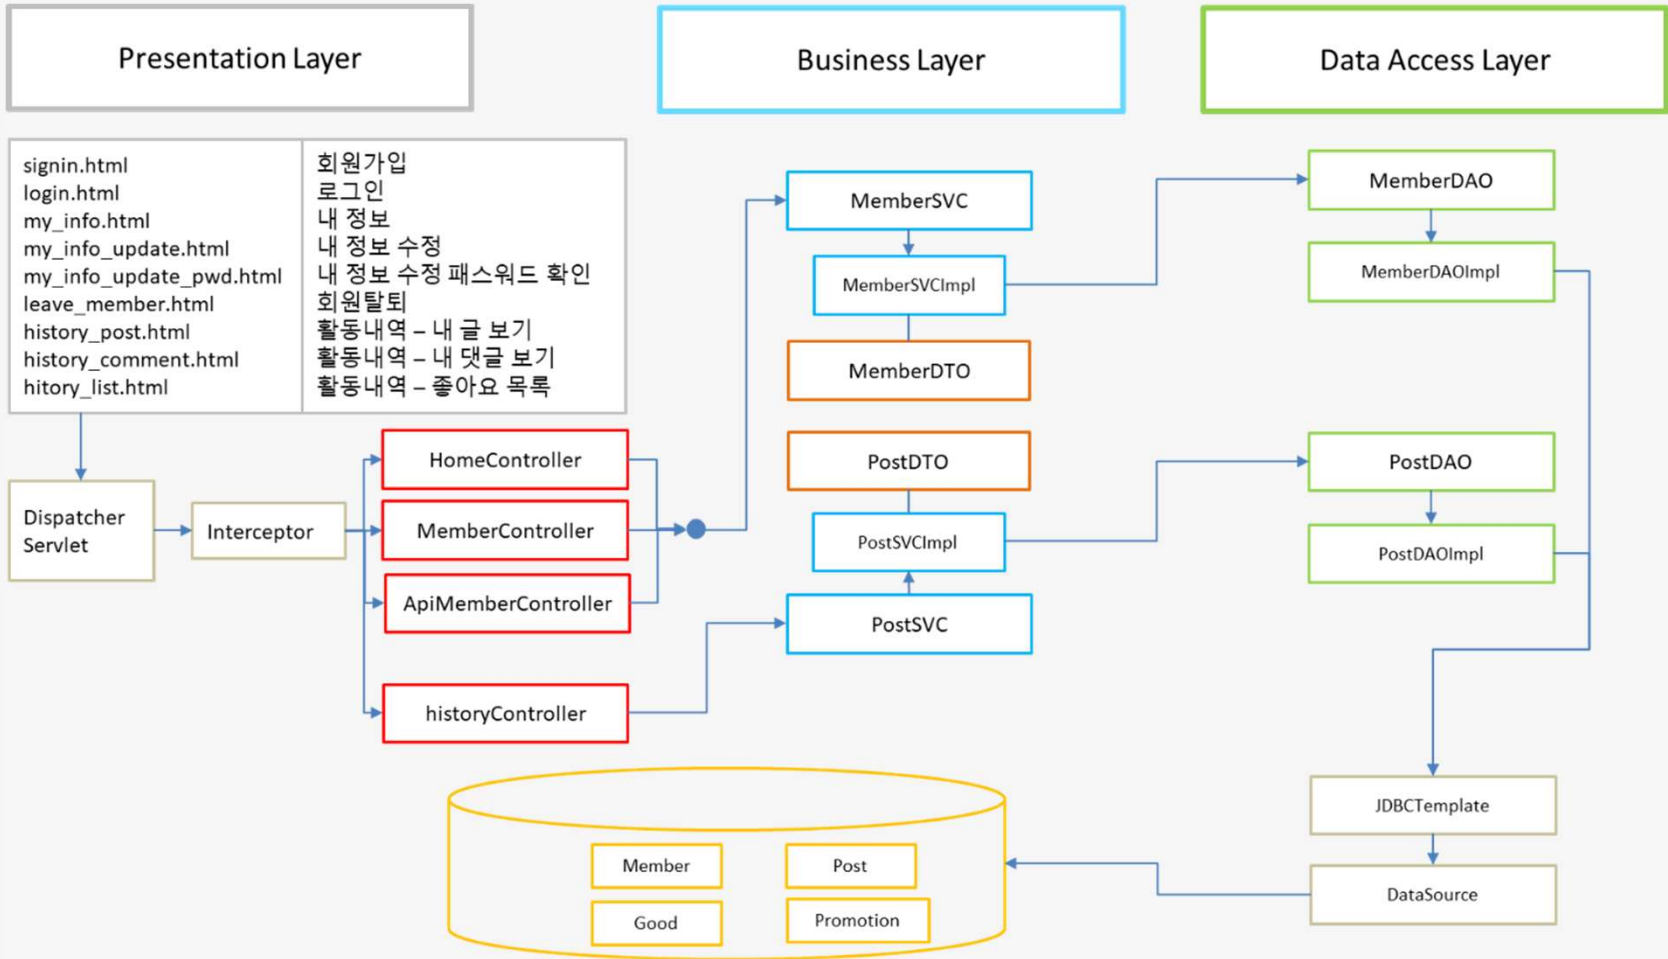 Presentation Layer
Business Layer
Data Access Layer
signin.html 회원가입
login.html 로그인
my_info.html 내 정보
my_info_update.html 내 정보 수정
my_info_update_pwd.html 내 정보 수정 패스워드 확인
leave_member.html 회원탈퇴
history_post.html 활동내역 – 내 글 보기
history_comment.html 활동내역 – 내 댓글 보기
hitory_list.html 활동내역 – 좋아요 목록
Dispatcher
Servlet
Interceptor
HomeController
MemberController
ApiMemberController
historyController
MemberSVC
MemberSVCImpl
MemberDTO
PostDTO
PostSVCImpl
PostSVC
MemberDAO
MemberDAOImpl
PostDAO
PostDAOImpl
JDBCTemplate
DataSource
Member
Post
Good
Promotion